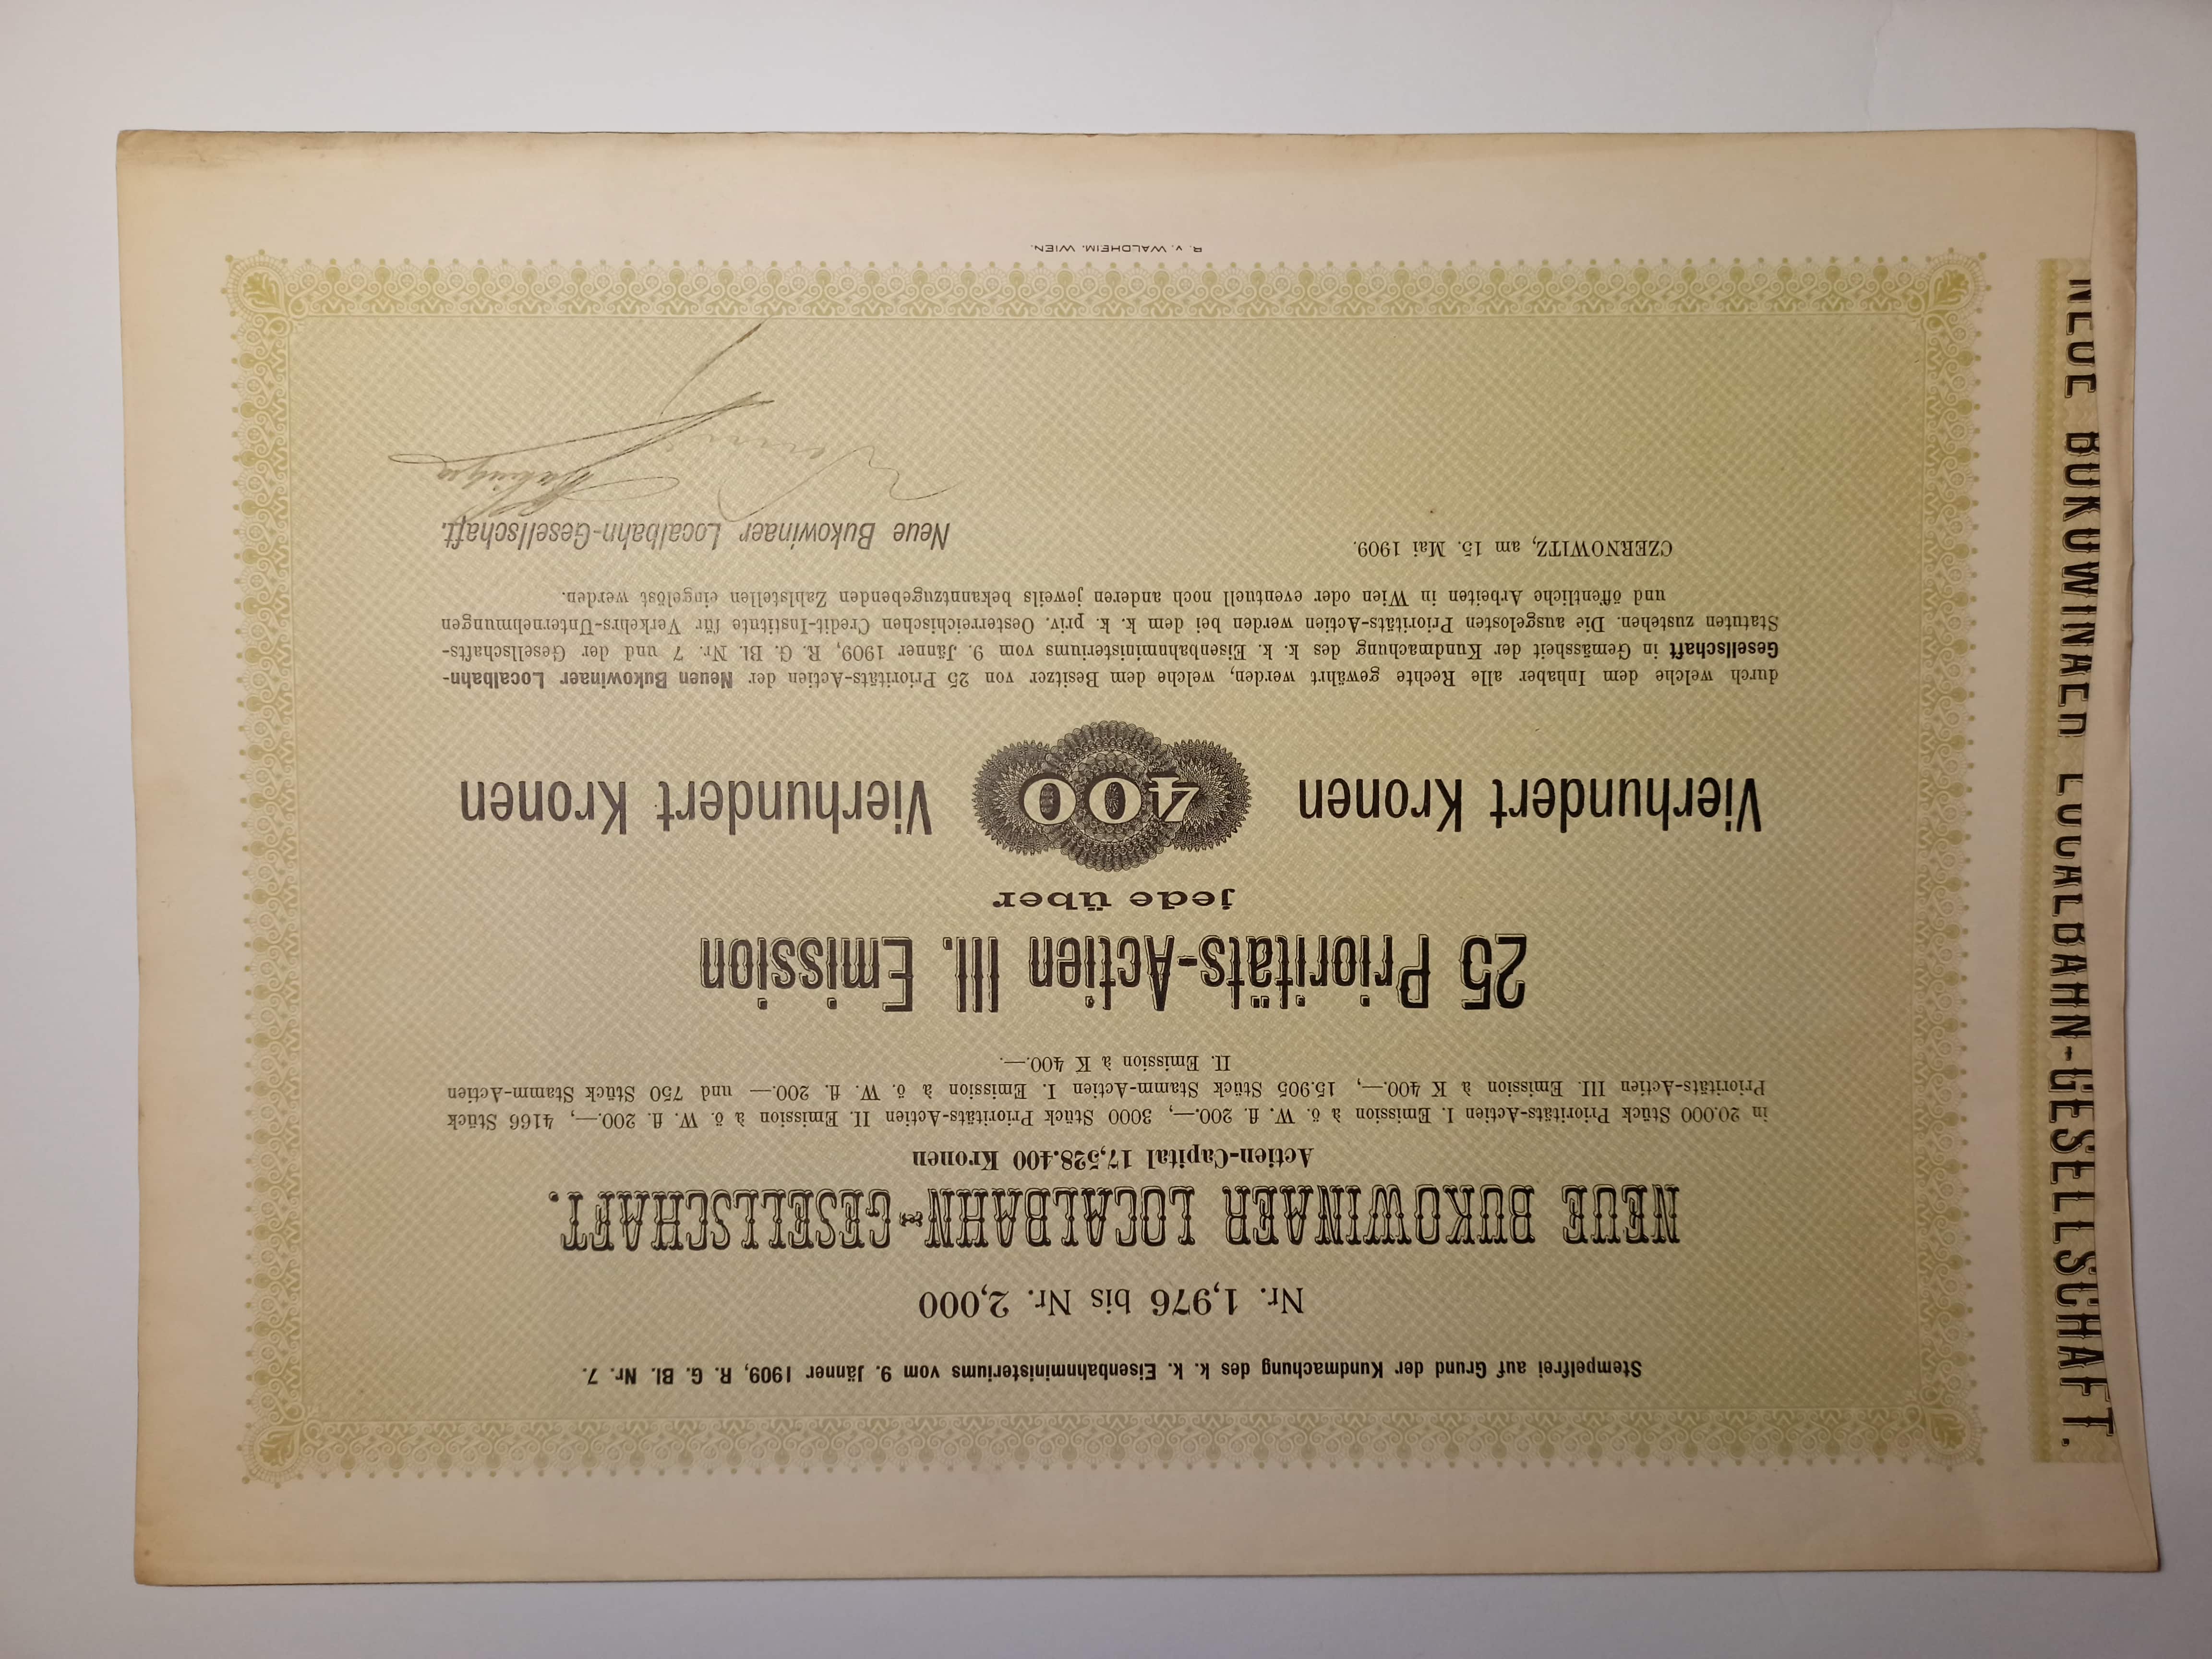 Stempelfrei auf Grund der Kundmachung des k. k. Eisenbahnministeriums vom 9. Jänner 1909, R. G. Bl. Nr. 7.
Nr. 1,976 bis Nr. 2,000
NEUE BUKOWINAER LOCALBAHN-GESELLSCHAFT.
Actien-Capital 17,528.400 Kronen
in 20.000 Stück Prioritäts-Actien I. Emission à ö. W. fl. 200.—, 3000 Stück Prioritäts-Actien II. Emission à ö. W. fl. 200.—, 4166 Stück
Prioritäts-Actien III. Emission à K 400.—, 15.905 Stück Stamm-Actien I. Emission à ö. W. fl. 200.— und 750 Stück Stamm-Actien
II. Emission à K 400.—.
25 Prioritäts-Actien III. Emission
jede über
Vierhundert Kronen 400 Vierhundert Kronen
durch welche dem Inhaber alle Rechte gewährt werden, welche dem Besitzer von 25 Prioritäts-Actien der Neuen Bukowinaer Localbahn-
Gesellschaft in Gemässheit der Kundmachung des k. k. Eisenbahnministeriums vom 9. Jänner 1909, R. G. Bl. Nr. 7 und der Gesellschafts-
Statuten zustehen. Die ausgelosten Prioritäts-Actien werden bei dem k. k. priv. Oesterreichischen Credit-Institute für Verkehrs-Unternehmungen
und öffentliche Arbeiten in Wien oder eventuell noch anderen jeweils bekanntzugebenden Zahlstellen eingelöst werden.
CZERNOWITZ, am 15. Mai 1909.
Neue Bukowinaer Localbahn-Gesellschaft.
R. v. WALDHEIM. WIEN.
NEUE BUKOWINAER LOCALBAHN-GESELLSCHAFT.